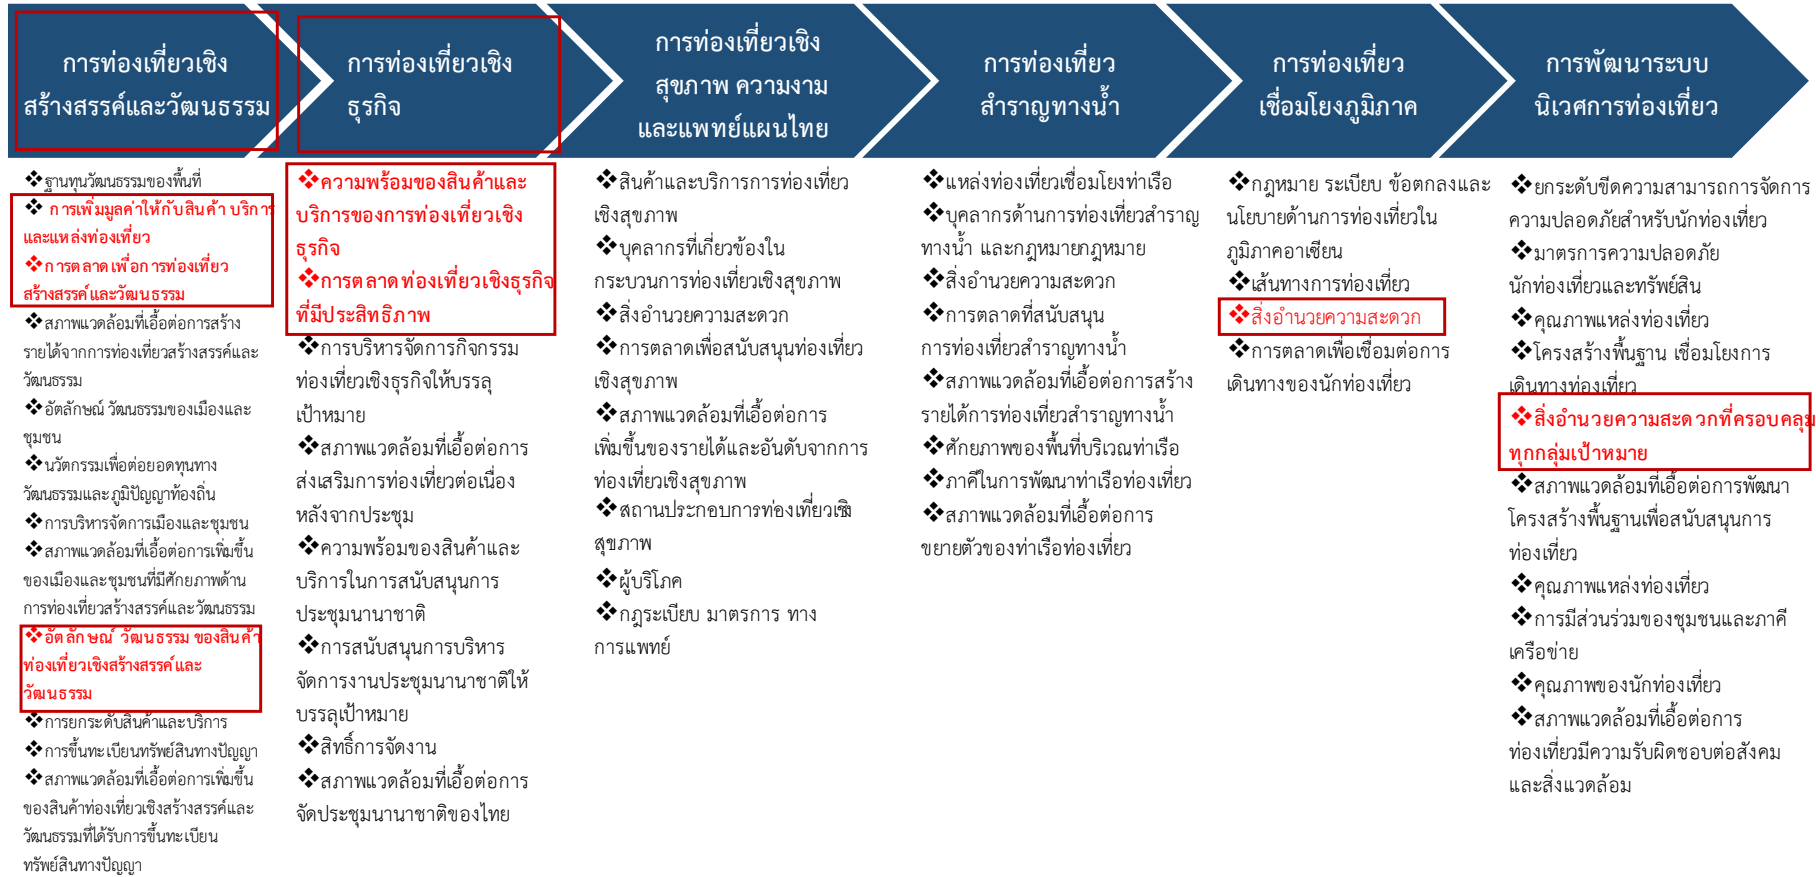 การท่องเที่ยวเชิง
สร้างสรรค์และวัฒนธรรม
การท่องเที่ยวเชิง
ธุรกิจ
การท่องเที่ยวเชิง
สุขภาพ ความงาม
และแพทย์แผนไทย
การท่องเที่ยว
สำราญทางน้ำ
การท่องเที่ยว
เชื่อมโยงภูมิภาค
การพัฒนาระบบ
นิเวศการท่องเที่ยว
❖ฐานทุนวัฒนธรรมของพื้นที่
❖ การเพิ่มมูลค่าให้กับสินค้า บริการ
และแหล่งท่องเที่ยว
❖การตลาดเพื่อการท่องเที่ยว
สร้างสรรค์และวัฒนธรรม
❖สภาพแวดล้อมที่เอื้อต่อการสร้าง
รายได้จากการท่องเที่ยวสร้างสรรค์และ
วัฒนธรรม
❖อัตลักษณ์ วัฒนธรรมของเมืองและ
ชุมชน
❖นวัตกรรมเพื่อต่อยอดทุนทาง
วัฒนธรรมและภูมิปัญญาท้องถิ่น
❖การบริหารจัดการเมืองและชุมชน
❖สภาพแวดล้อมที่เอื้อต่อการเพิ่มขึ้น
ของเมืองและชุมชนที่มีศักยภาพด้าน
การท่องเที่ยวสร้างสรรค์และวัฒนธรรม
❖อัตลักษณ์ วัฒนธรรม ของสินค้า
ท่องเที่ยวเชิงสร้างสรรค์และ
วัฒนธรรม
❖การยกระดับสินค้าและบริการ
❖การขึ้นทะเบียนทรัพย์สินทางปัญญา
❖สภาพแวดล้อมที่เอื้อต่อการเพิ่มขึ้น
ของสินค้าท่องเที่ยวเชิงสร้างสรรค์และ
วัฒนธรรมที่ได้รับการขึ้นทะเบียน
ทรัพย์สินทางปัญญา
❖ความพร้อมของสินค้าและ
บริการของการท่องเที่ยวเชิง
ธุรกิจ
❖การตลาดท่องเที่ยวเชิงธุรกิจ
ที่มีประสิทธิภาพ
❖การบริหารจัดการกิจกรรม
ท่องเที่ยวเชิงธุรกิจให้บรรลุ
เป้าหมาย
❖สภาพแวดล้อมที่เอื้อต่อการ
ส่งเสริมการท่องเที่ยวต่อเนื่อง
หลังจากประชุม
❖ความพร้อมของสินค้าและ
บริการในการสนับสนุนการ
ประชุมนานาชาติ
❖การสนับสนุนการบริหาร
จัดการงานประชุมนานาชาติให้
บรรลุเป้าหมาย
❖สิทธิ์การจัดงาน
❖สภาพแวดล้อมที่เอื้อต่อการ
จัดประชุมนานาชาติของไทย
❖สินค้าและบริการการท่องเที่ยว
เชิงสุขภาพ
❖บุคลากรที่เกี่ยวข้องใน
กระบวนการท่องเที่ยวเชิงสุขภาพ
❖สิ่งอำนวยความสะดวก
❖การตลาดเพื่อสนับสนุนท่องเที่ยว
เชิงสุขภาพ
❖สภาพแวดล้อมที่เอื้อต่อการ
เพิ่มขึ้นของรายได้และอันดับจากการ
ท่องเที่ยวเชิงสุขภาพ
❖สถานประกอบการท่องเที่ยวเชิง
สุขภาพ
❖ผู้บริโภค
❖กฎระเบียบ มาตรการ ทาง
การแพทย์
❖แหล่งท่องเที่ยวเชื่อมโยงท่าเรือ
❖บุคลากรด้านการท่องเที่ยวสำราญ
ทางน้ำ และกฎหมายกฎหมาย
❖สิ่งอำนวยความสะดวก
❖การตลาดที่สนับสนุน
การท่องเที่ยวสำราญทางน้ำ
❖สภาพแวดล้อมที่เอื้อต่อการสร้าง
รายได้การท่องเที่ยวสำราญทางน้ำ
❖ศักยภาพของพื้นที่บริเวณท่าเรือ
❖ภาคีในการพัฒนาท่าเรือท่องเที่ยว
❖สภาพแวดล้อมที่เอื้อต่อการ
ขยายตัวของท่าเรือท่องเที่ยว
❖กฎหมาย ระเบียบ ข้อตกลงและ
นโยบายด้านการท่องเที่ยวใน
ภูมิภาคอาเซียน
❖เส้นทางการท่องเที่ยว
❖สิ่งอำนวยความสะดวก
❖การตลาดเพื่อเชื่อมต่อการ
เดินทางของนักท่องเที่ยว
❖ยกระดับขีดความสามารถการจัดการ
ความปลอดภัยสำหรับนักท่องเที่ยว
❖มาตรการความปลอดภัย
นักท่องเที่ยวและทรัพย์สิน
❖คุณภาพแหล่งท่องเที่ยว
❖โครงสร้างพื้นฐาน เชื่อมโยงการ
เดินทางท่องเที่ยว
❖สิ่งอำนวยความสะดวกที่ครอบคลุม
ทุกกลุ่มเป้าหมาย
❖สภาพแวดล้อมที่เอื้อต่อการพัฒนา
โครงสร้างพื้นฐานเพื่อสนับสนุนการ
ท่องเที่ยว
❖คุณภาพแหล่งท่องเที่ยว
❖การมีส่วนร่วมของชุมชนและภาคี
เครือข่าย
❖คุณภาพของนักท่องเที่ยว
❖สภาพแวดล้อมที่เอื้อต่อการ
ท่องเที่ยวมีความรับผิดชอบต่อสังคม
และสิ่งแวดล้อม